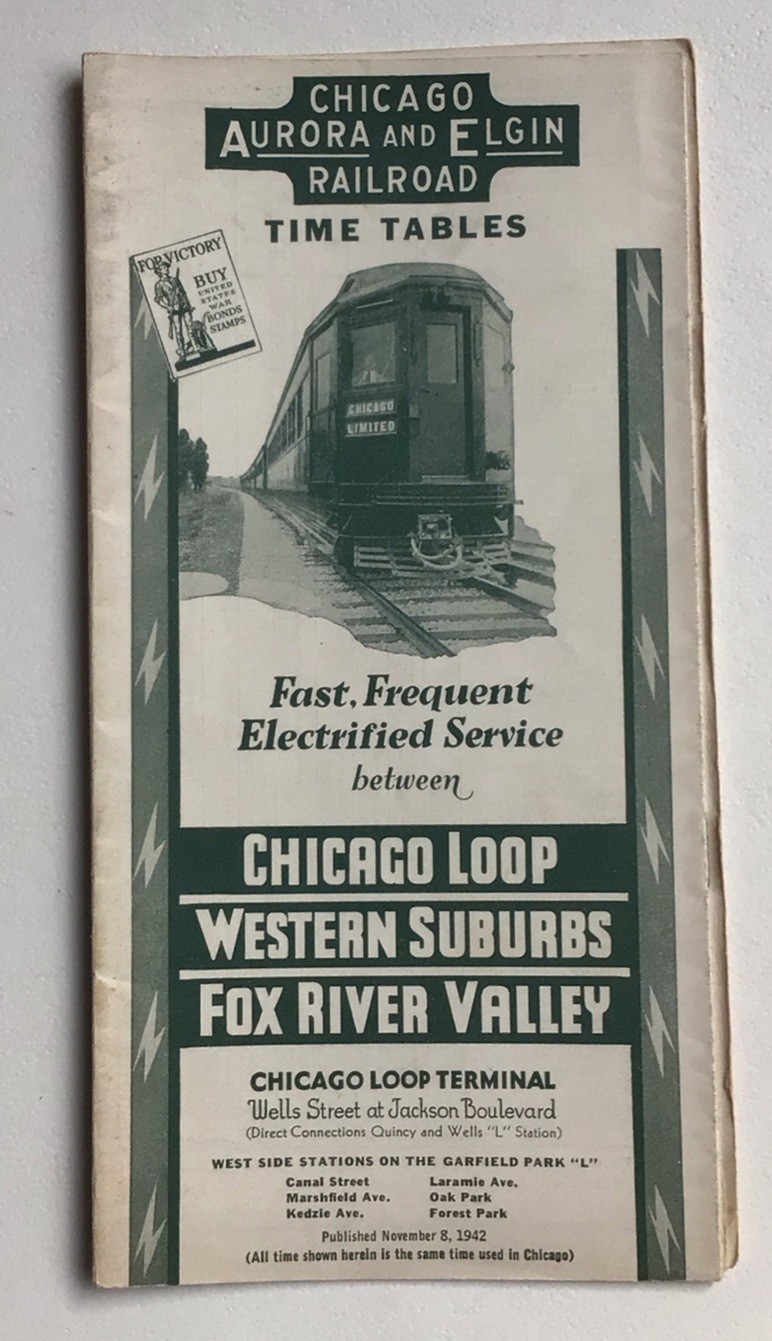 CHICAGO
AURORA AND ELGIN
RAILROAD
TIME TABLES
FOR VICTORY
BUY
UNITED
STATES
WAR
BONDS
STAMPS
CHICAGO
LIMITED
Fast, Frequent
Electrified Service
between
CHICAGO LOOP
WESTERN SUBURBS
FOX RIVER VALLEY
CHICAGO LOOP TERMINAL
Wells Street at Jackson Boulevard
(Direct Connections Quincy and Wells "L" Station)
WEST SIDE STATIONS ON THE GARFIELD PARK "L"
Canal Street Laramie Ave.
Marshfield Ave. Oak Park
Kedzie Ave. Forest Park
Published November 8, 1942
(All time shown herein is the same time used in Chicago)